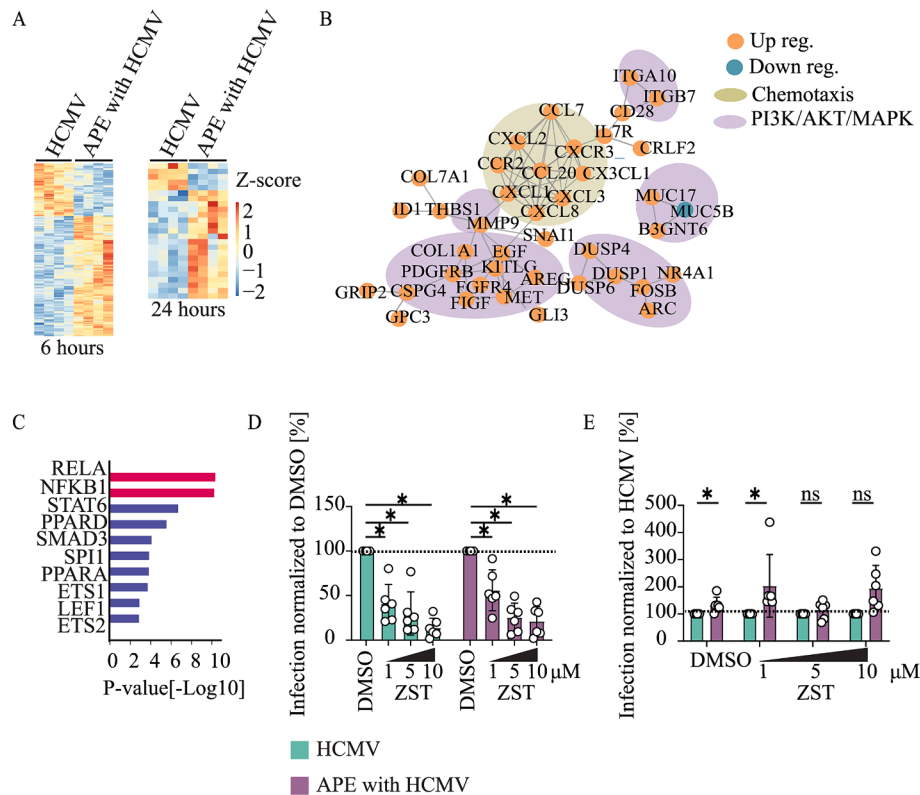 A
HCMV
APE with HCMV
HCMV
APE with HCMV
Z-score
2
1
0
−1
−2
6 hours
24 hours
B
Up reg.
Down reg.
Chemotaxis
PI3K/AKT/MAPK
ITGA10
ITGB7
CD28
CCL7
IL7R
CXCL2
CXCR3
CRLF2
CCR2
CCL20
CX3CL1
COL7A1
CXCL1
CXCL3
MUC17
ID1
THBS1
CXCL8
MUC5B
MMP9
SNAI1
B3GNT6
COL1A1
EGF
DUSP4
PDGFRB
KITLG
AREG
DUSP1
NR4A1
GRIP2
CSPG4
FGFR4
DUSP6
FOSB
FIGF
MET
ARC
GPC3
GLI3
C
RELA
NFKB1
STAT6
PPARD
SMAD3
SPI1
PPARA
ETS1
LEF1
ETS2
0 2 4 6 8 10
P-value[-Log10]
D
Infection normalized to DMSO [%]
150
100
50
0
* * *
* * *
DMSO
1 5 10
ZST
DMSO
1 5 10 μM
ZST
E
Infection normalized to HCMV [%]
500
400
300
200
100
0
* * ns ns
DMSO
1 5 10 μM
ZST
HCMV
APE with HCMV